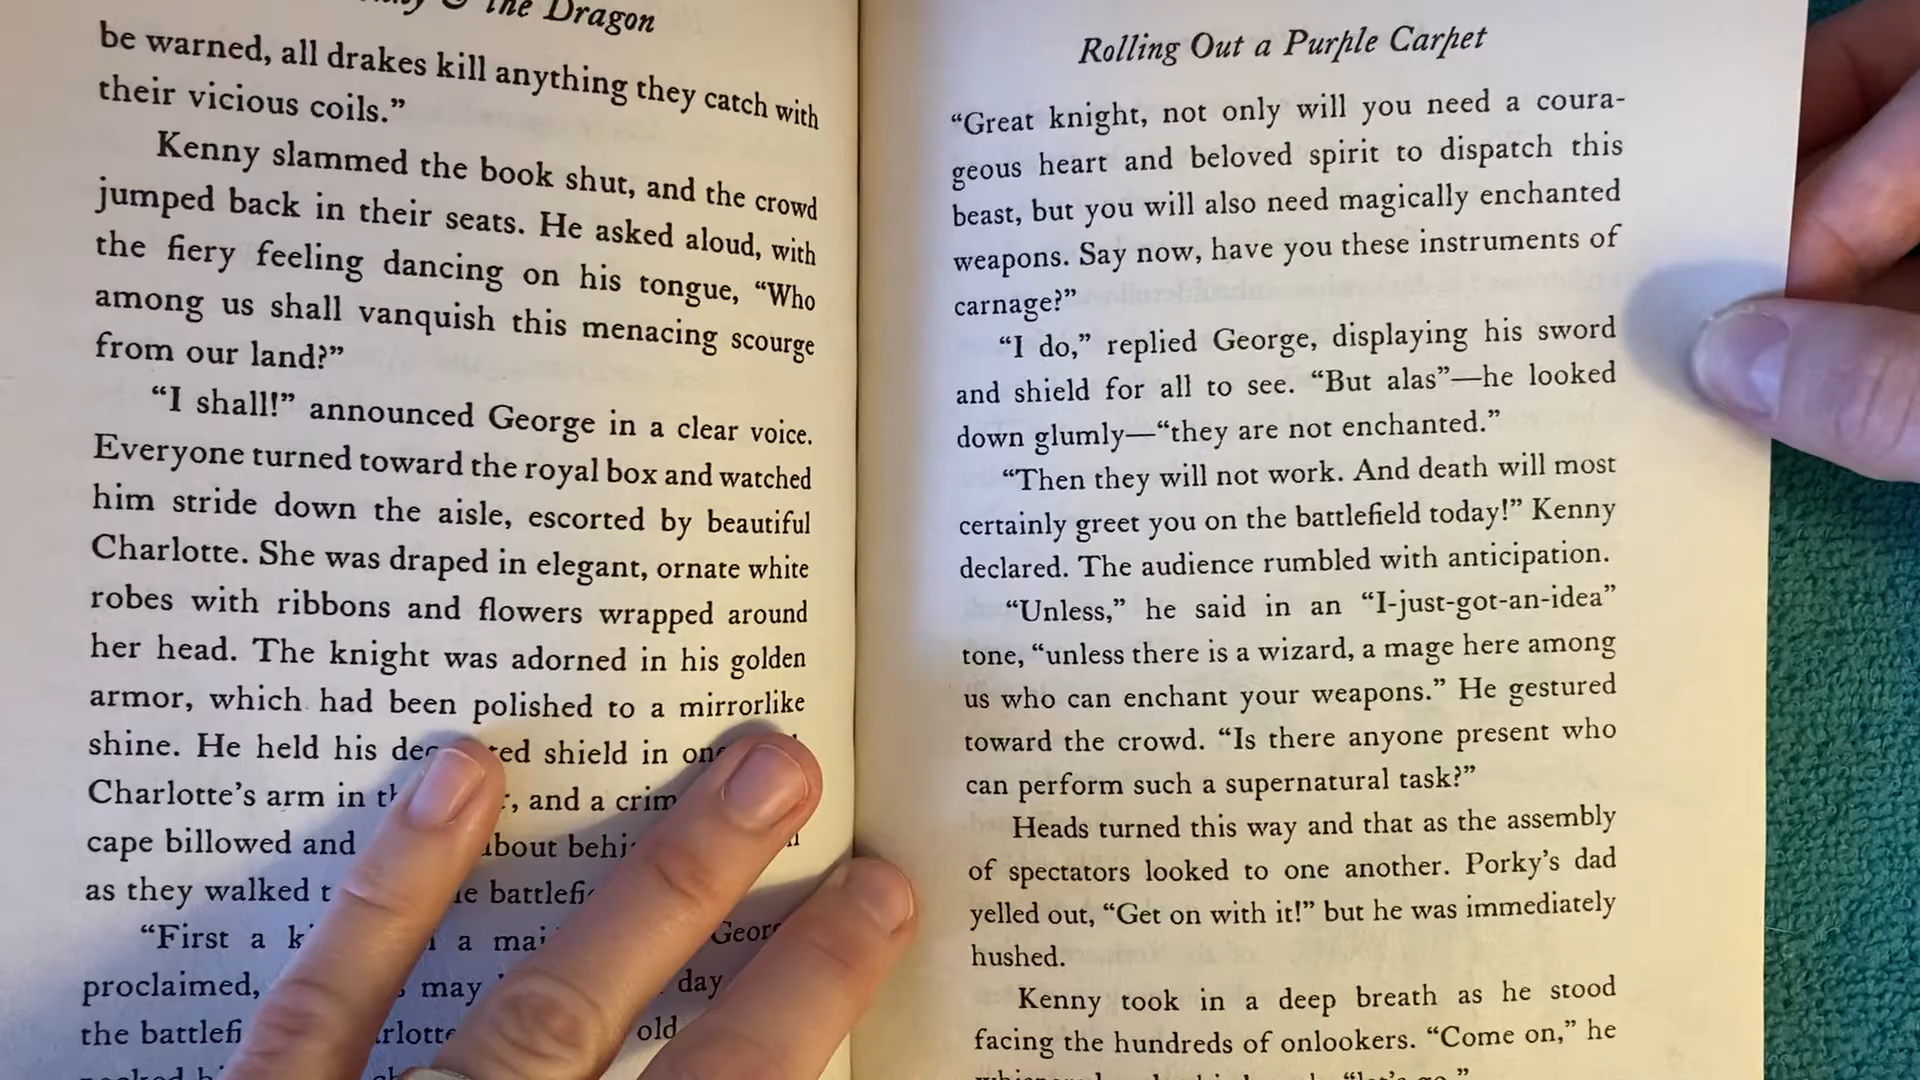 & the Dragon
be warned, all drakes kill anything they catch with
their vicious coils.”
Kenny slammed the book shut, and the crowd
jumped back in their seats. He asked aloud, with
the fiery feeling dancing on his tongue, “Who
among us shall vanquish this menacing scourge
from our land?”
“I shall!” announced George in a clear voice.
Everyone turned toward the royal box and watched
him stride down the aisle, escorted by beautiful
Charlotte. She was draped in elegant, ornate white
robes with ribbons and flowers wrapped around
her head. The knight was adorned in his golden
armor, which had been polished to a mirrorlike
shine. He held his shield in
Charlotte’s arm in and a
cape billowed and about
as they walked
“First a a
proclaimed, may day
the old
Rolling Out a Purple Carpet
“Great knight, not only will you need a coura-
geous heart and beloved spirit to dispatch this
beast, but you will also need magically enchanted
weapons. Say now, have you these instruments of
carnage?”
“I do,” replied George, displaying his sword
and shield for all to see. “But alas”—he looked
down glumly—“they are not enchanted.”
“Then they will not work. And death will most
certainly greet you on the battlefield today!” Kenny
declared. The audience rumbled with anticipation.
“Unless,” he said in an “I-just-got-an-idea”
tone, “unless there is a wizard, a mage here among
us who can enchant your weapons.” He gestured
toward the crowd. “Is there anyone present who
can perform such a supernatural task?”
Heads turned this way and that as the assembly
of spectators looked to one another. Porky’s dad
yelled out, “Get on with it!” but he was immediately
hushed.
Kenny took in a deep breath as he stood
facing the hundreds of onlookers. “Come on,” he